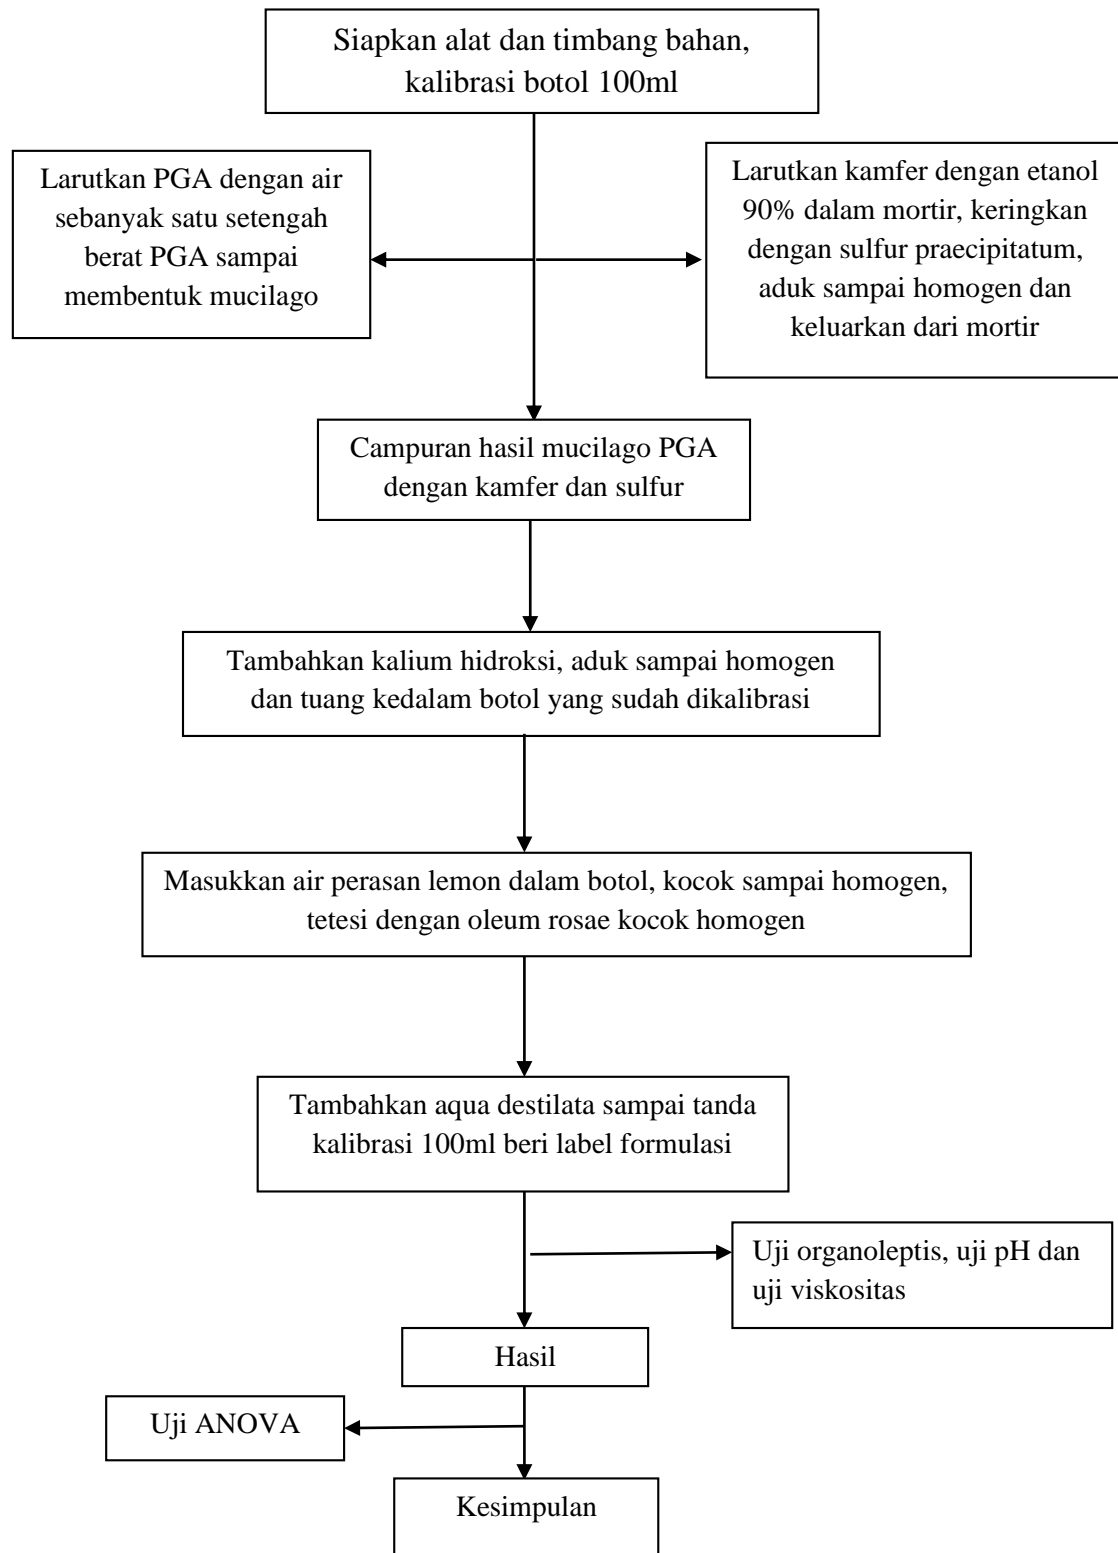 Siapkan alat dan timbang bahan,
kalibrasi botol 100ml
Larutkan PGA dengan air
sebanyak satu setengah
berat PGA sampai
membentuk mucilago
Larutkan kamfer dengan etanol
90% dalam mortir, keringkan
dengan sulfur praecipitatum,
aduk sampai homogen dan
keluarkan dari mortir
Campuran hasil mucilago PGA
dengan kamfer dan sulfur
Tambahkan kalium hidroksi, aduk sampai homogen
dan tuang kedalam botol yang sudah dikalibrasi
Masukkan air perasan lemon dalam botol, kocok sampai homogen,
tetesi dengan oleum rosae kocok homogen
Tambahkan aqua destilata sampai tanda
kalibrasi 100ml beri label formulasi
Uji organoleptis, uji pH dan
uji viskositas
Hasil
Uji ANOVA
Kesimpulan